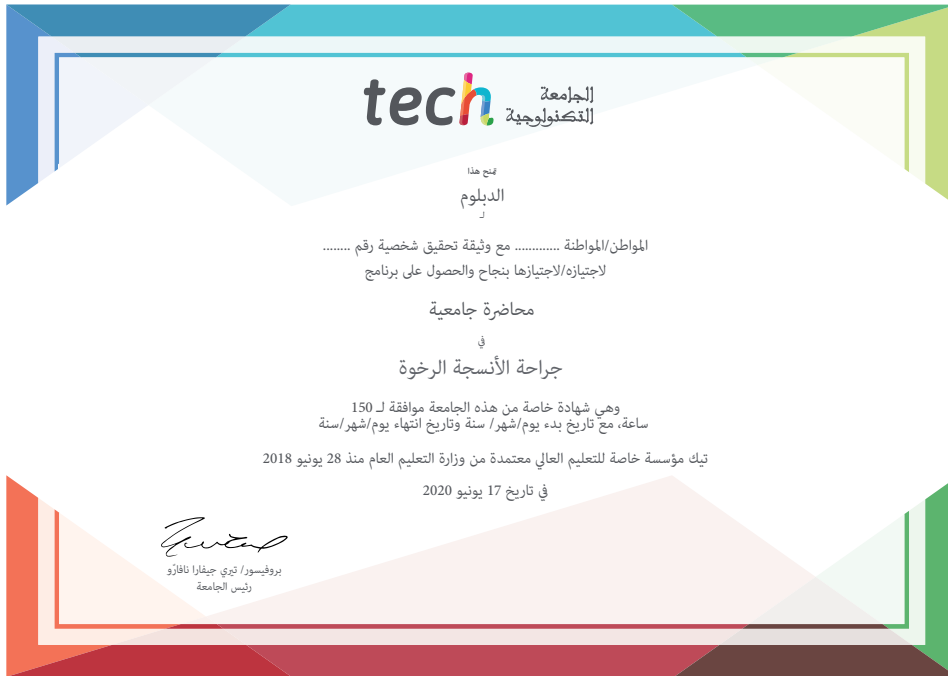 tech الجامعة
التكنولوجية
يمنح هذا
الدبلوم
لـ
المواطن/المواطنة ............ مع وثيقة تحقيق شخصية رقم ........
لاجتيازه/لاجتيازها بنجاح والحصول على برنامج
محاضرة جامعية
في
جراحة الأنسجة الرخوة
وهي شهادة خاصة من هذه الجامعة موافقة لـ 150
ساعة، مع تاريخ بدء يوم/شهر/ سنة وتاريخ انتهاء يوم/شهر/سنة
تيك مؤسسة خاصة للتعليم العالي معتمدة من وزارة التعليم العام منذ 28 يونيو 2018
في تاريخ 17 يونيو 2020
بروفيسور/ تيري جيفارا نافارّو
رئيس الجامعة